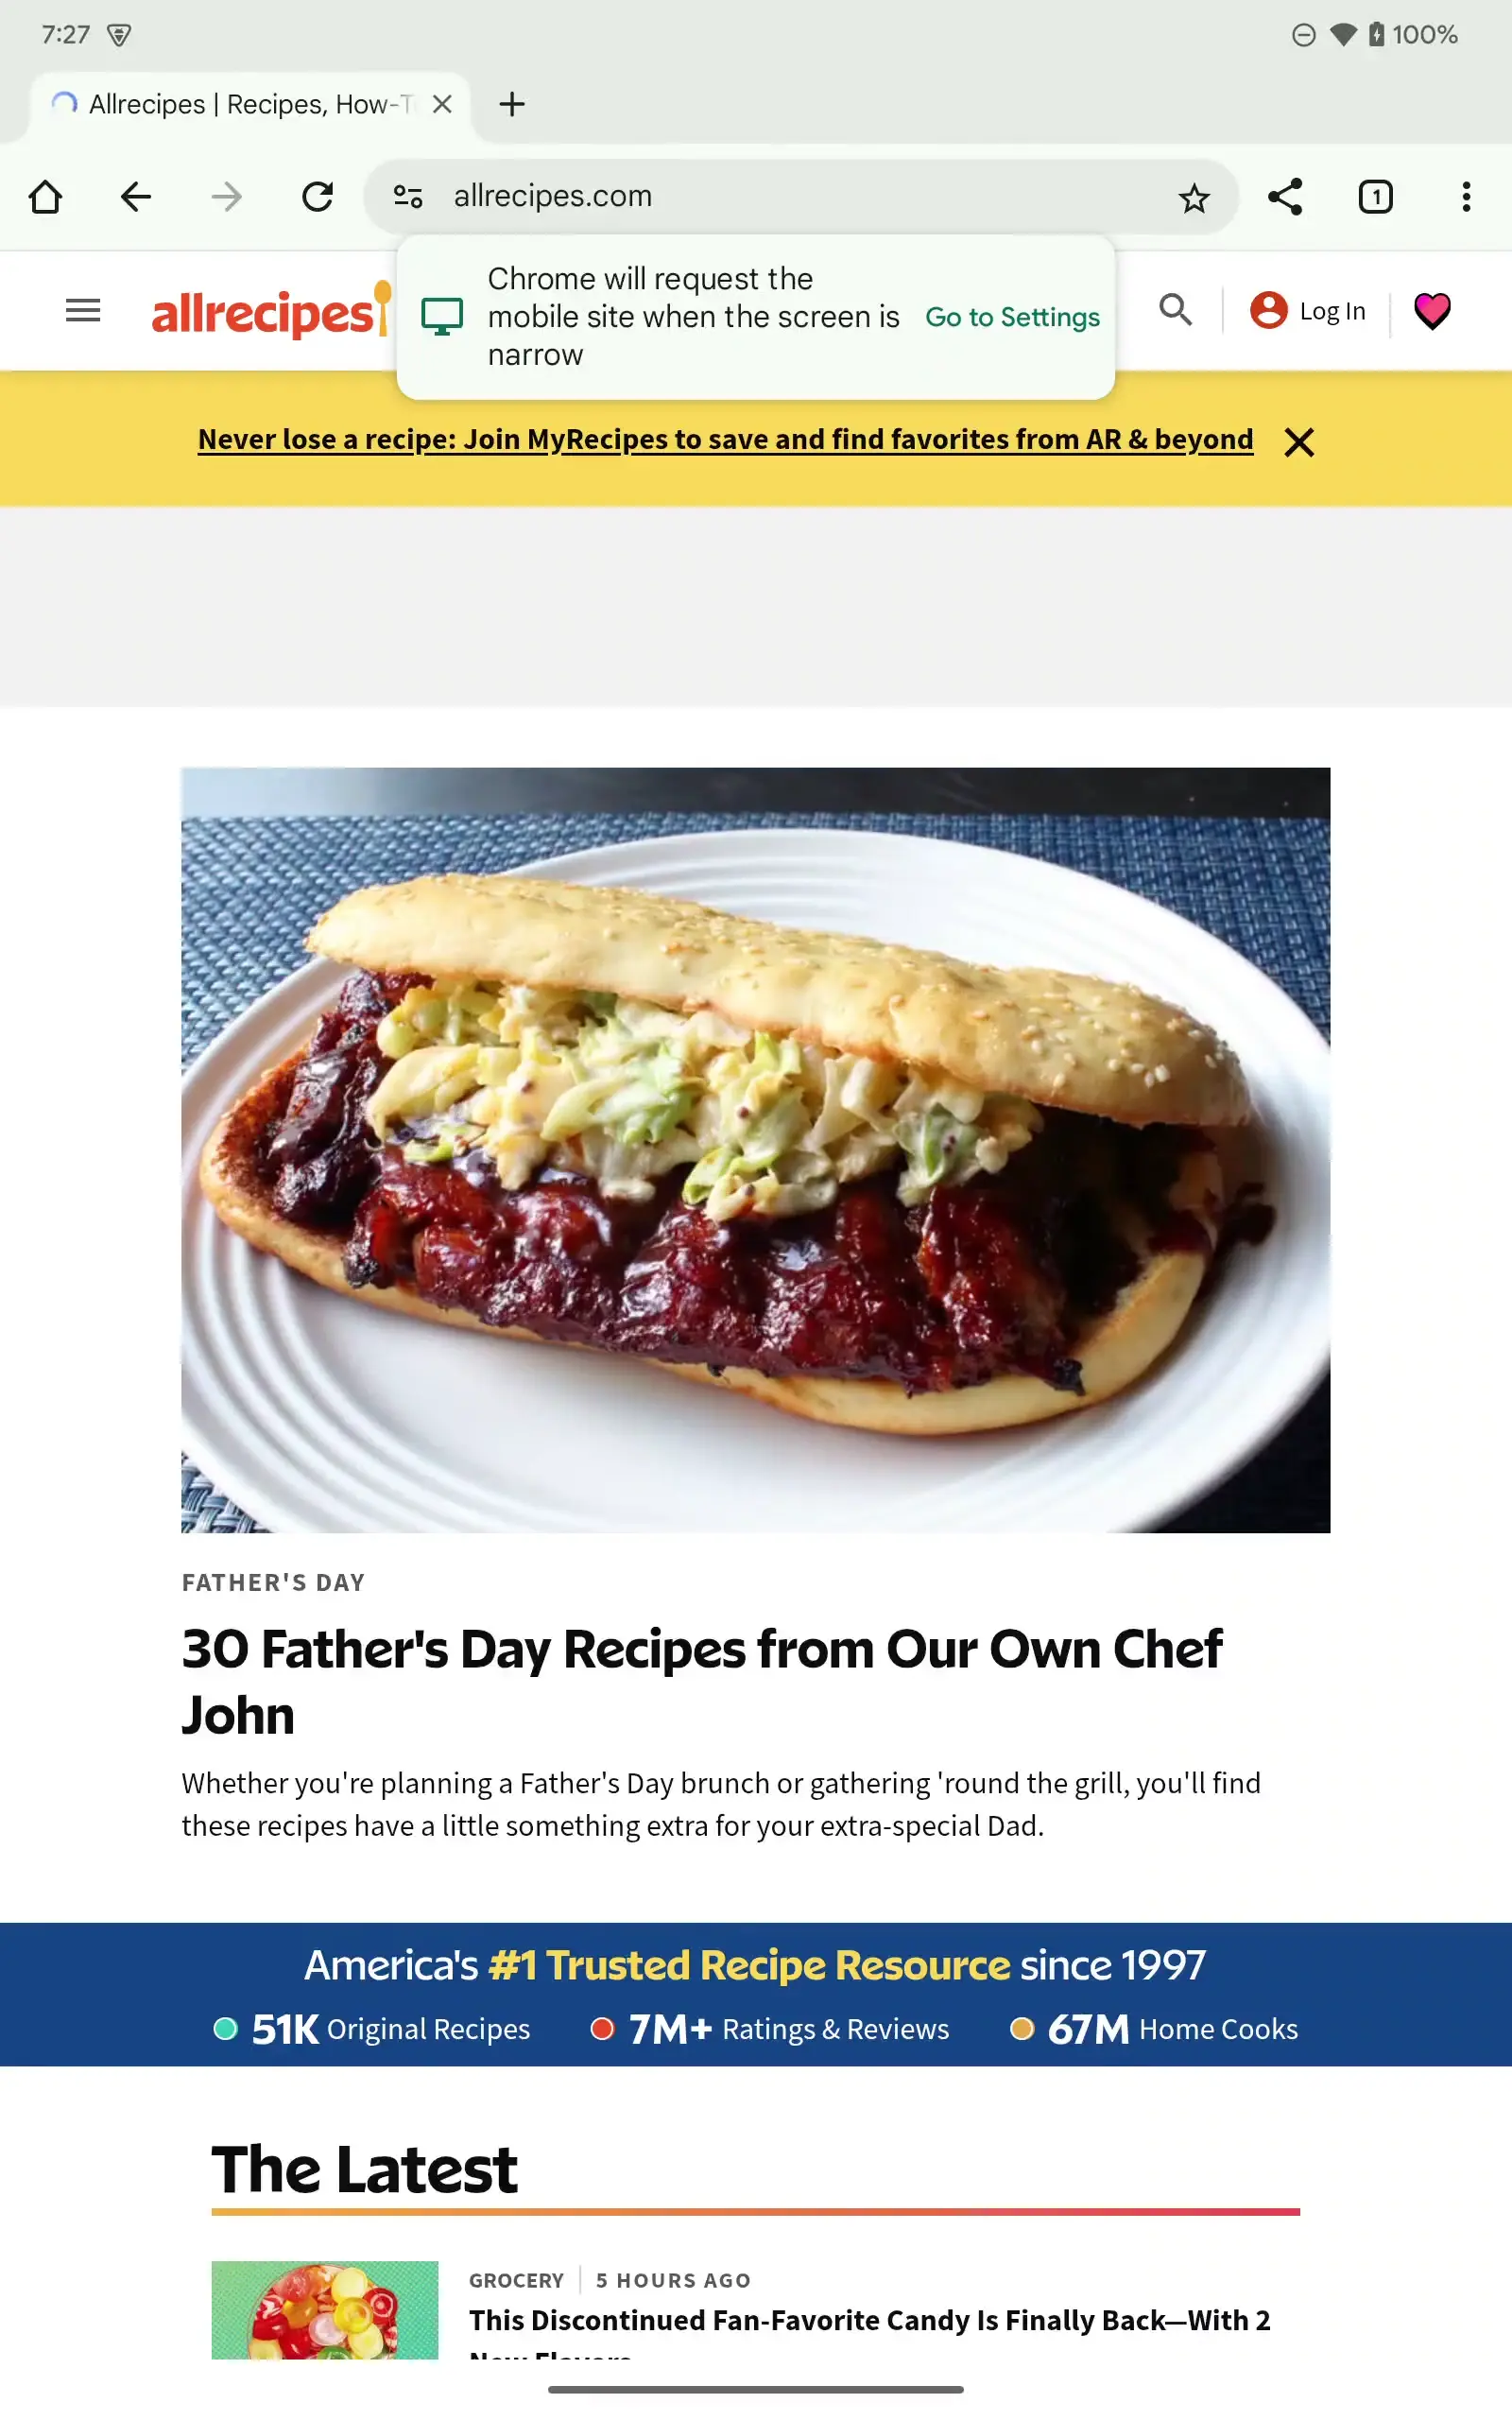 7:27
100%
Allrecipes | Recipes, How-T
allrecipes.com
1
Chrome will request the
mobile site when the screen is
narrow
Go to Settings
allrecipes
Log In
Never lose a recipe: Join MyRecipes to save and find favorites from AR & beyond
FATHER'S DAY
30 Father's Day Recipes from Our Own Chef
John
Whether you're planning a Father's Day brunch or gathering 'round the grill, you'll find
these recipes have a little something extra for your extra-special Dad.
America's #1 Trusted Recipe Resource since 1997
51K Original Recipes
7M+ Ratings & Reviews
67M Home Cooks
The Latest
GROCERY
5 HOURS AGO
This Discontinued Fan-Favorite Candy Is Finally Back—With 2
New Flavors